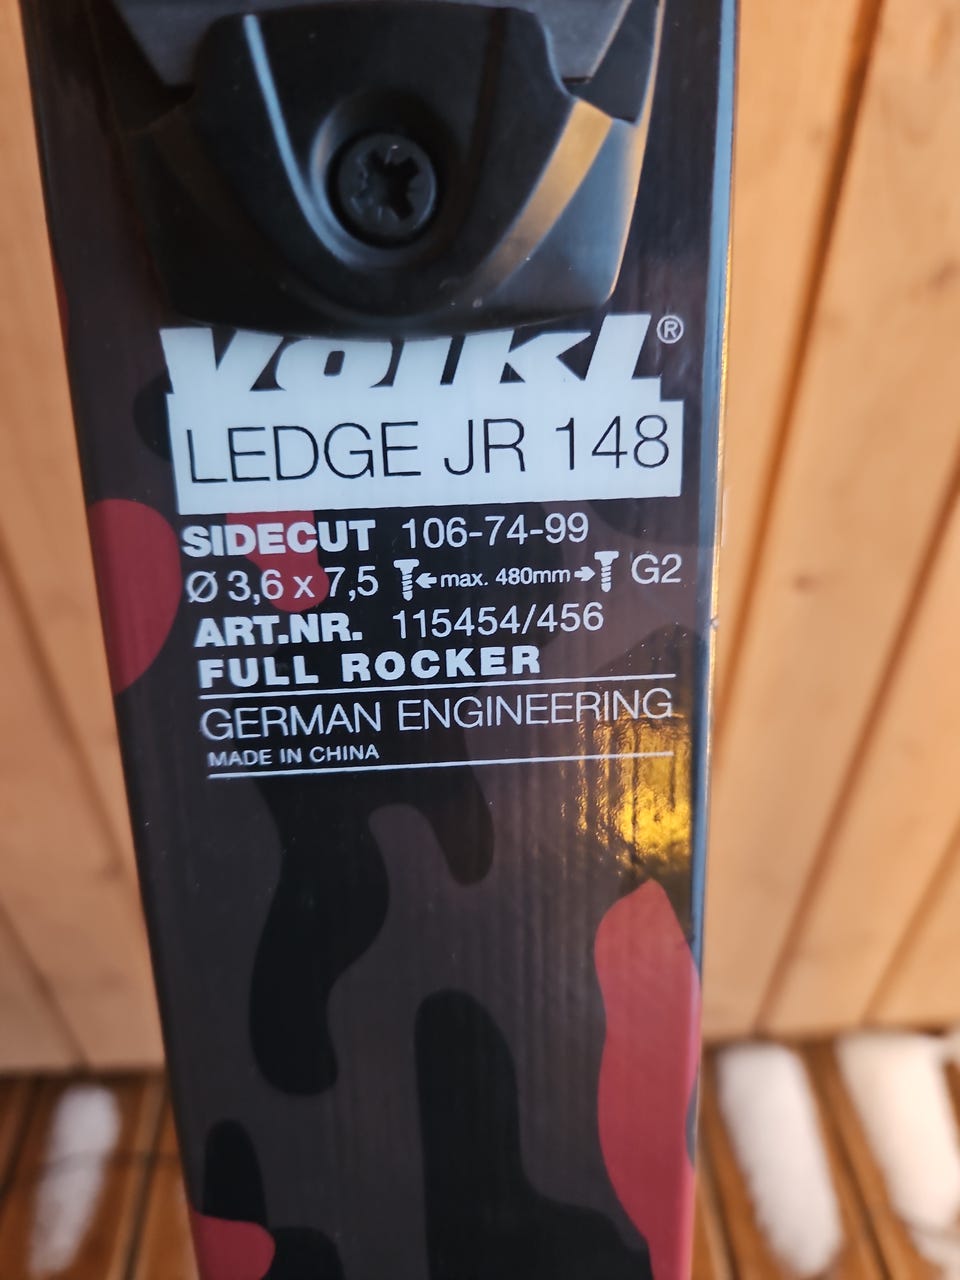 Völkl®
LEDGE JR 148
SIDECUT 106-74-99
Ø 3,6 x 7,5 ←max. 480mm→ G2
ART.NR. 115454/456
FULL ROCKER
GERMAN ENGINEERING
MADE IN CHINA